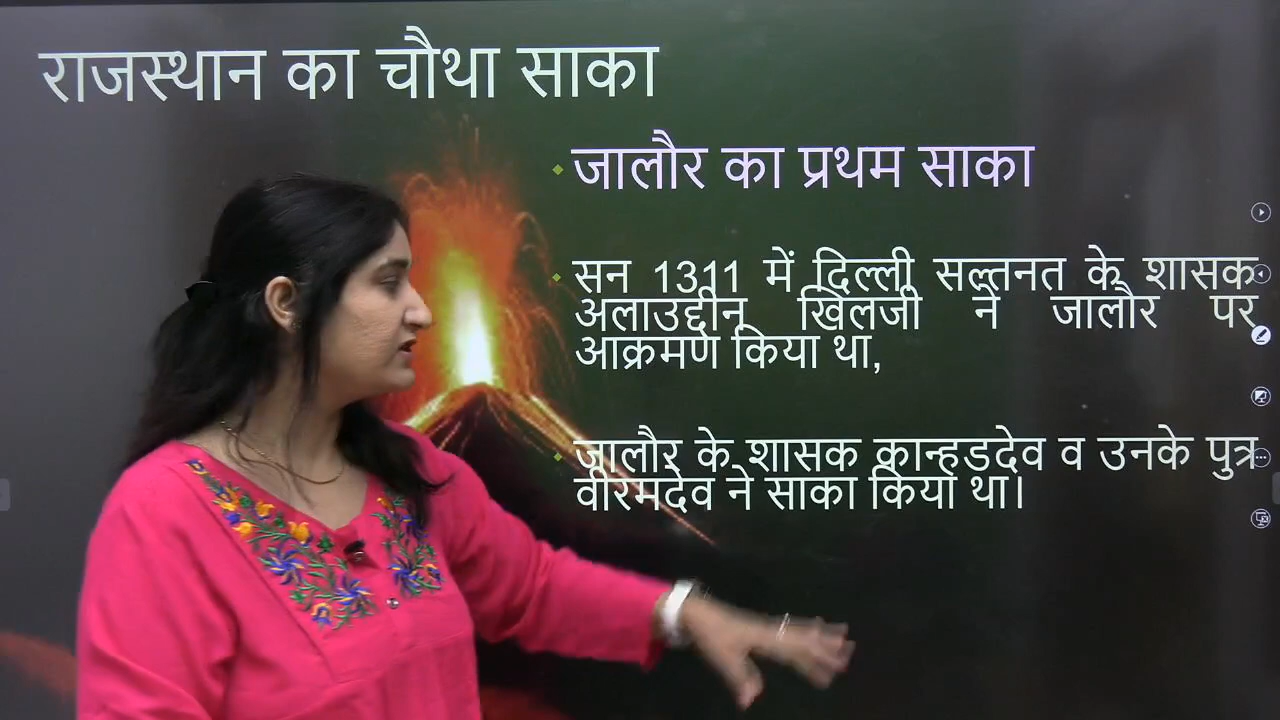 राजस्थान का चौथा साका
जालौर का प्रथम साका
सन 1311 में दिल्ली सल्तनत के शासक
अलाउद्दीन खिलजी ने जालौर पर
आक्रमण किया था,
जालौर के शासक कान्हडदेव व उनके पुत्र
वीरमदेव ने साका किया था।